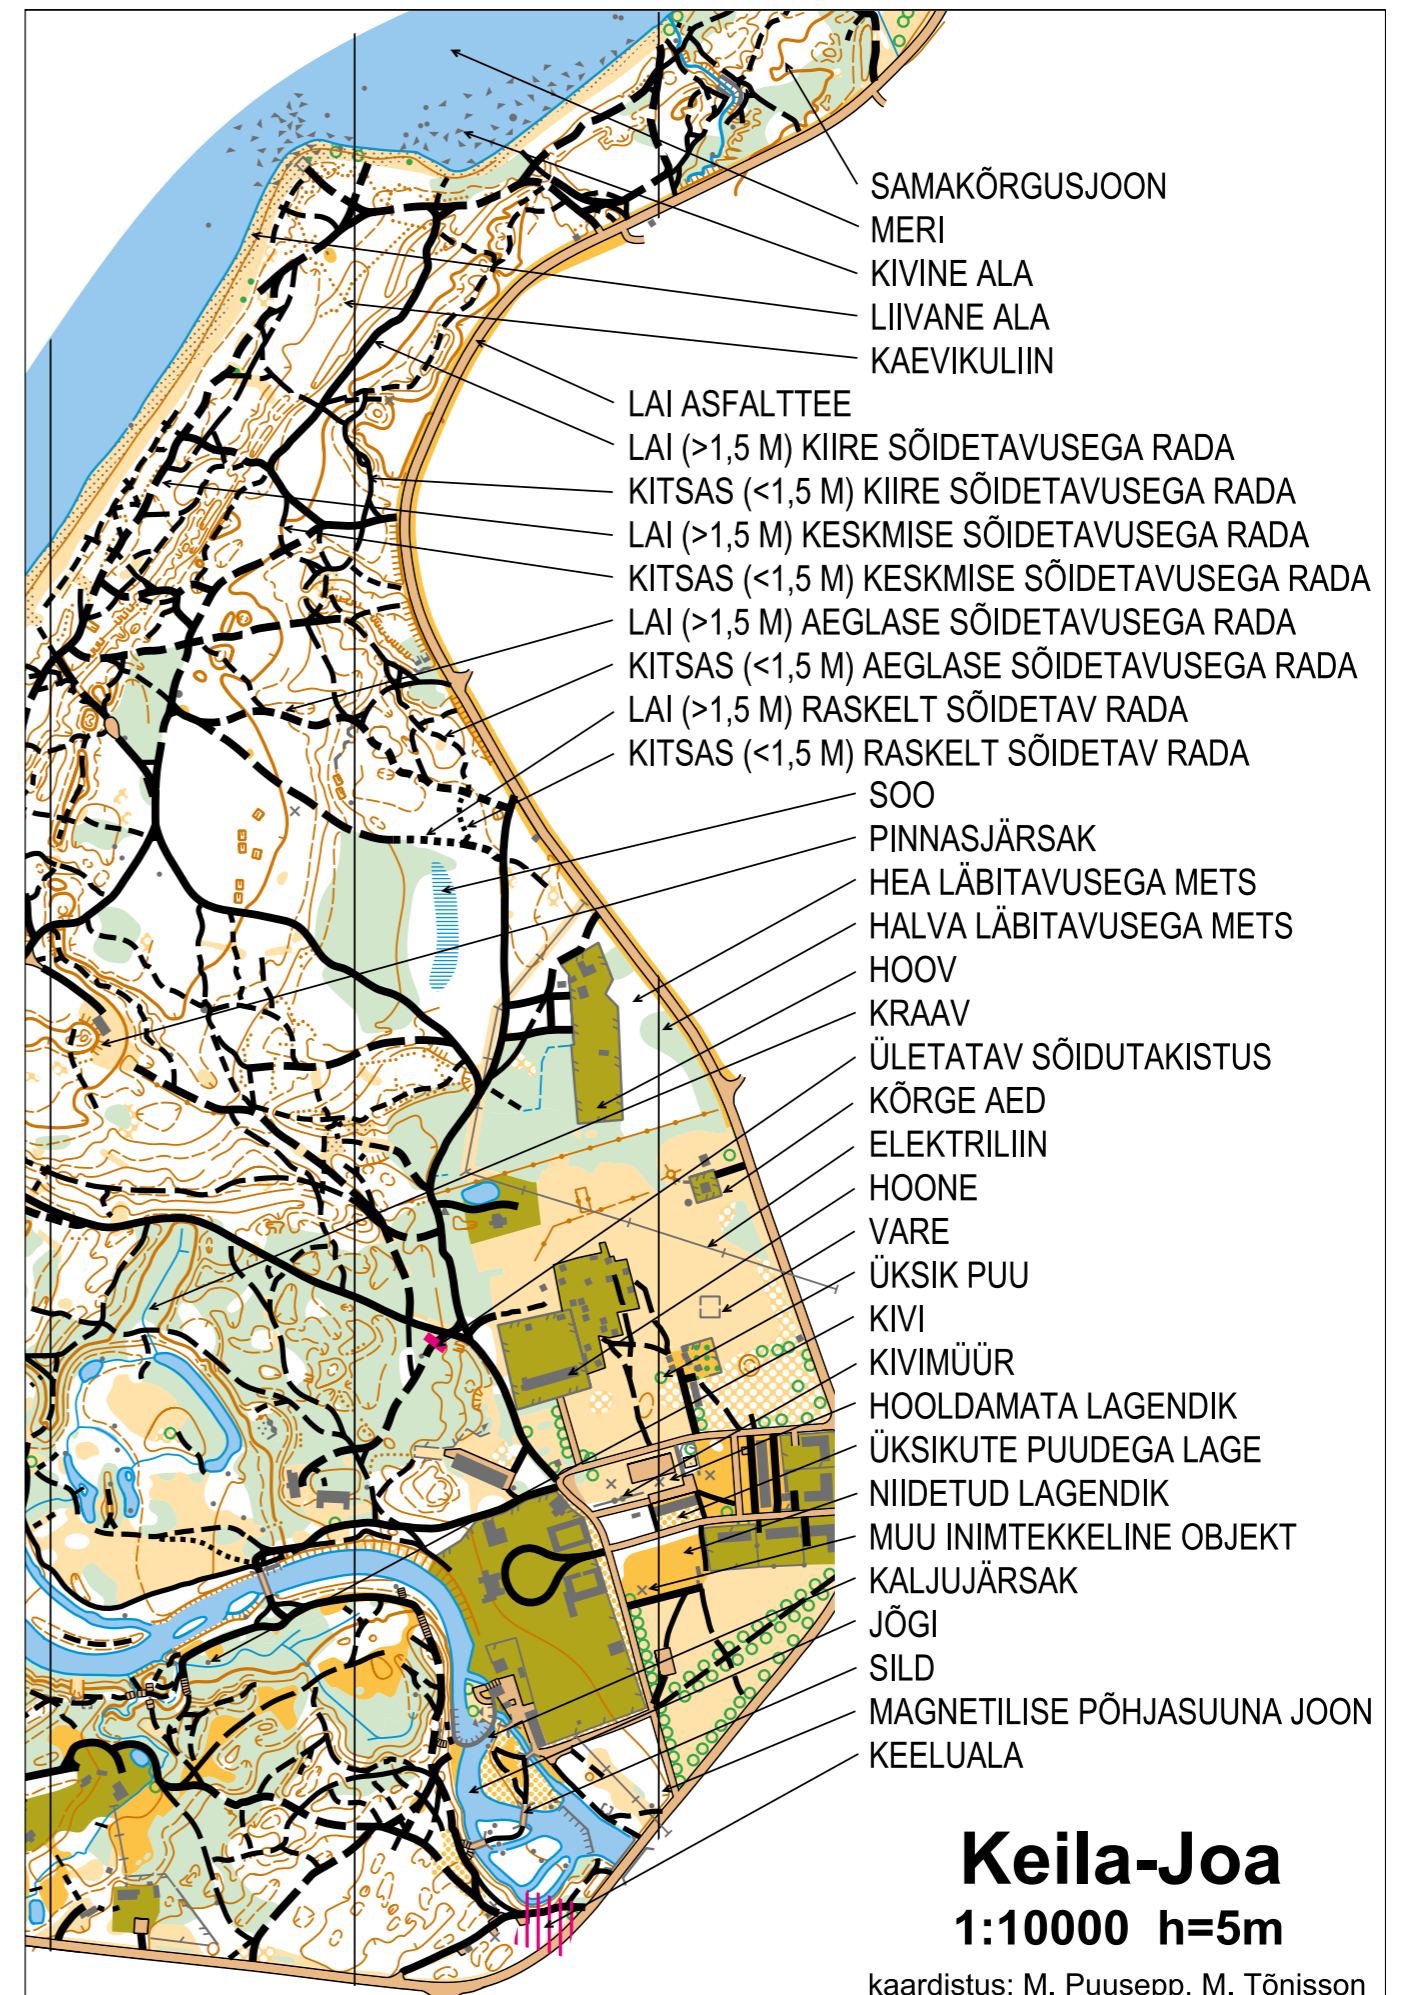 SAMAKÕRGUSJOON
MERI
KIVINE ALA
LIIVANE ALA
KAEVIKULIIN
LAI ASFALTTEE
LAI (>1,5 M) KIIRE SÕIDETAVUSEGA RADA
KITSAS (<1,5 M) KIIRE SÕIDETAVUSEGA RADA
LAI (>1,5 M) KESKMISE SÕIDETAVUSEGA RADA
KITSAS (<1,5 M) KESKMISE SÕIDETAVUSEGA RADA
LAI (>1,5 M) AEGLASE SÕIDETAVUSEGA RADA
KITSAS (<1,5 M) AEGLASE SÕIDETAVUSEGA RADA
LAI (>1,5 M) RASKELT SÕIDETAV RADA
KITSAS (<1,5 M) RASKELT SÕIDETAV RADA
SOO
PINNASJÄRSAK
HEA LÄBITAVUSEGA METS
HALVA LÄBITAVUSEGA METS
HOOV
KRAAV
ÜLETATAV SÕIDUTAKISTUS
KÕRGE AED
ELEKTRILIIN
HOONE
VARE
ÜKSIK PUU
KIVI
KIVIMÜÜR
HOOLDAMATA LAGENDIK
ÜKSIKUTE PUUDEGA LAGE
NIIDETUD LAGENDIK
MUU INIMTEKKELINE OBJEKT
KALJUJÄRSAK
JÕGI
SILD
MAGNETILISE PÕHJASUUNA JOON
KEELUALA
Keila-Joa
1:10000 h=5m
kaardistus: M. Puusepp, M. Tõnisson